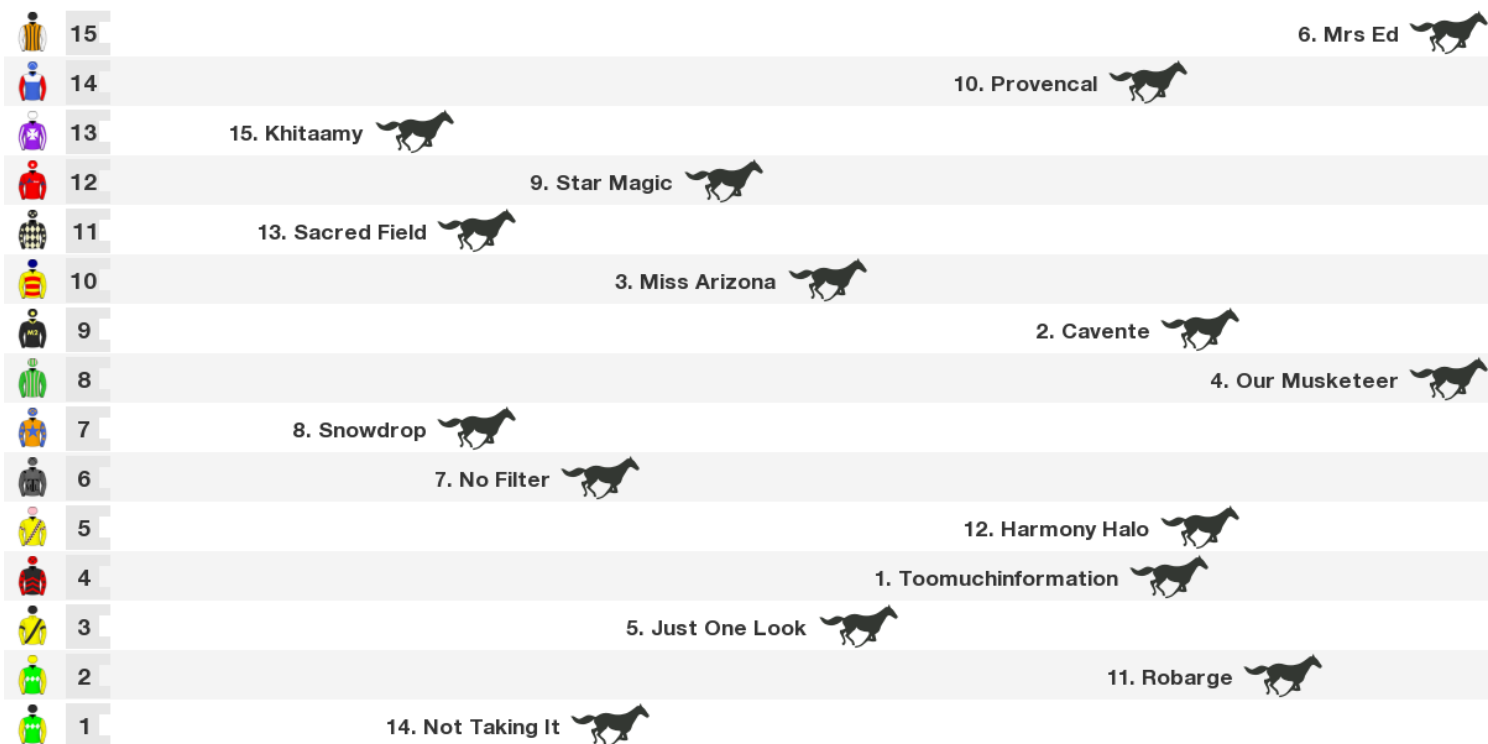 15 6. Mrs Ed
14 10. Provencal
13 15. Khitaamy
12 9. Star Magic
11 13. Sacred Field
10 3. Miss Arizona
9 2. Cavente
8 4. Our Musketeer
7 8. Snowdrop
6 7. No Filter
5 12. Harmony Halo
4 1. Toomuchinformation
3 5. Just One Look
2 11. Robarge
1 14. Not Taking It